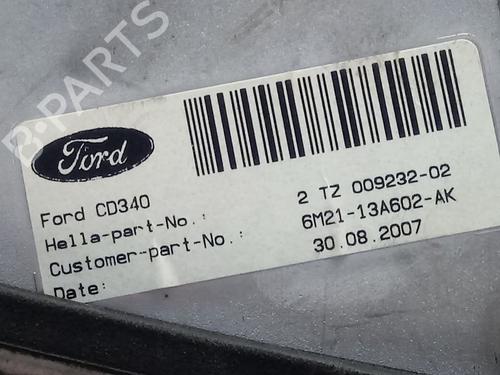 B-PARTS
Ford
Ford CD340
Hella-part-No.: 2 TZ 009232-02
Customer-part-No.: 6M21-13A602-AK
Date: 30.08.2007